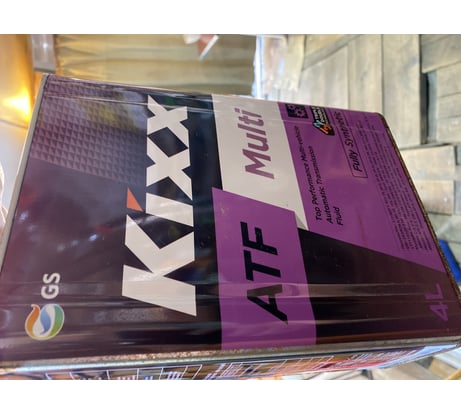 GS
KIXX
ATF Multi
Top Performance Multi-vehicle
Automatic Transmission
Fluid
Fully Synthetic
4L